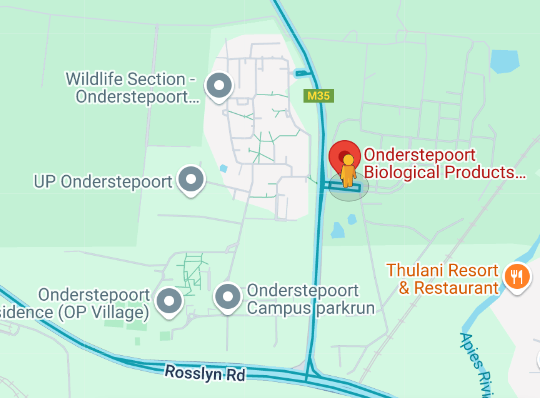 Wildlife Section -
Onderstepoort...
M35
Onderstepoort
Biological Products...
UP Onderstepoort
Thulani Resort
& Restaurant
Onderstepoort
sidence (OP Village)
Onderstepoort
Campus parkrun
Rosslyn Rd
Apies Rivi